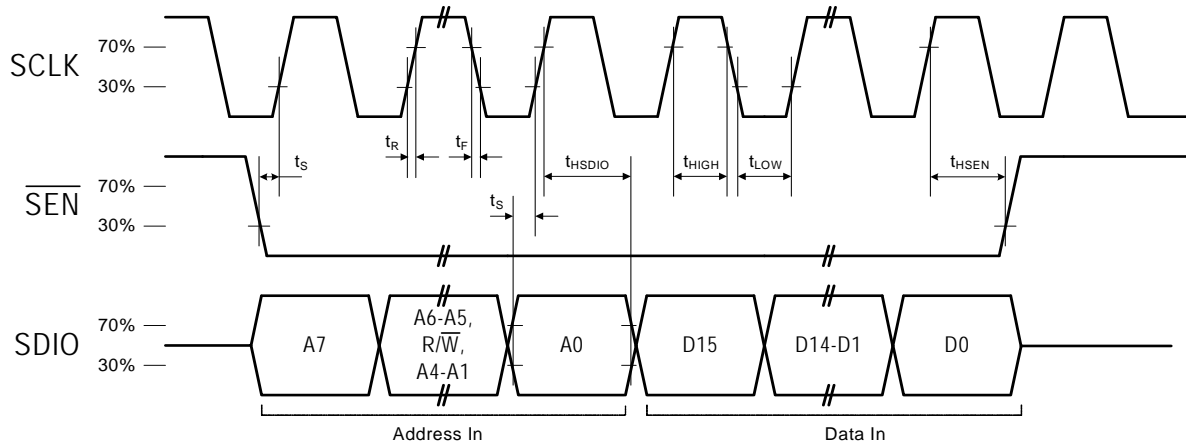 SCLK
70%
30%
tR
tF
tS
tHSDIO
tHIGH
tLOW
tHSEN
SEN
70%
30%
tS
SDIO
70%
30%
A7
A6-A5,
R/W,
A4-A1
A0
D15
D14-D1
D0
Address In
Data In